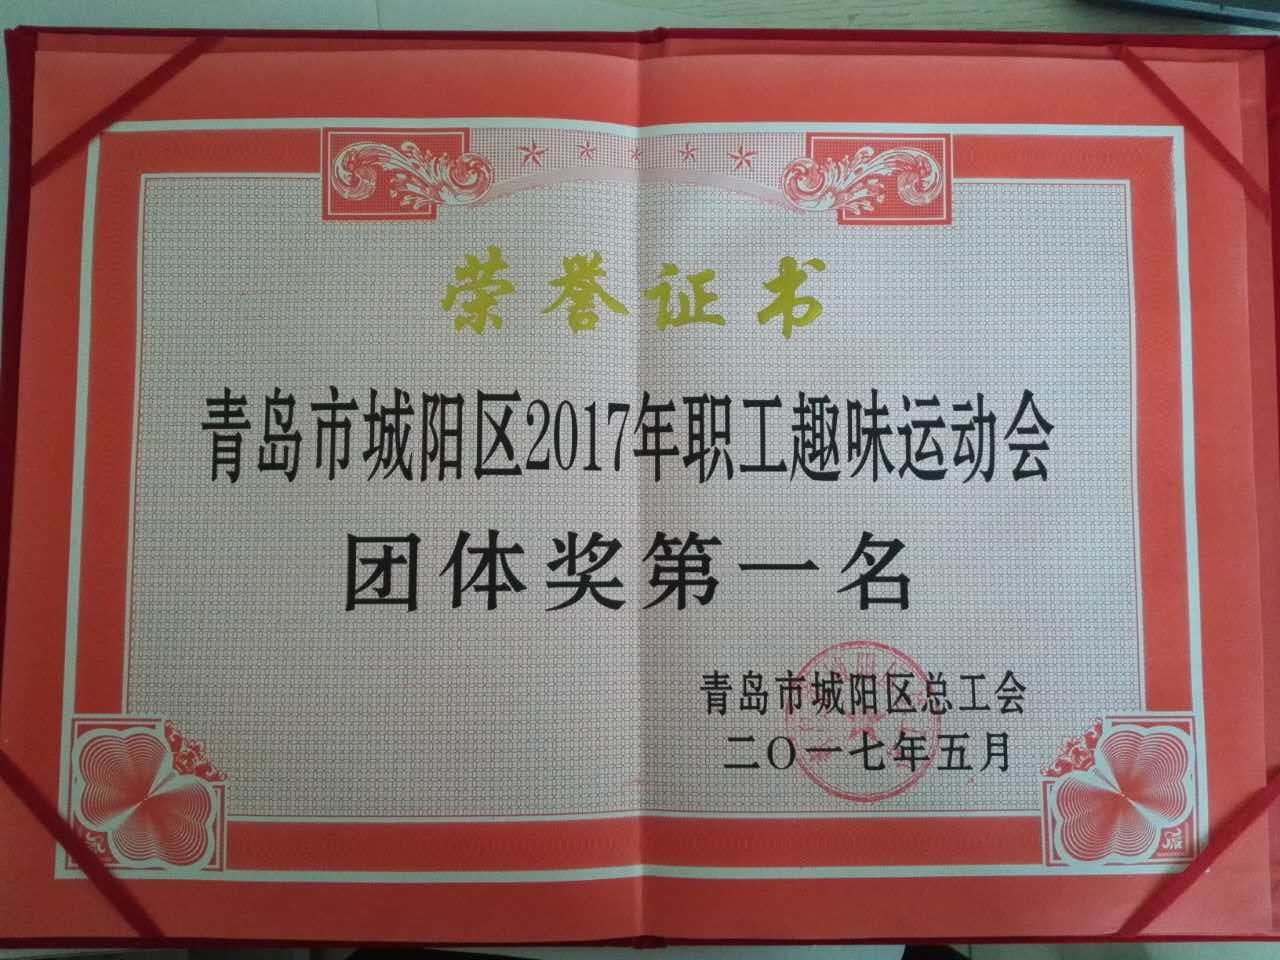 荣誉证书
青岛市城阳区2017年职工趣味运动会
团体奖第一名
青岛市城阳区总工会
二〇一七年五月